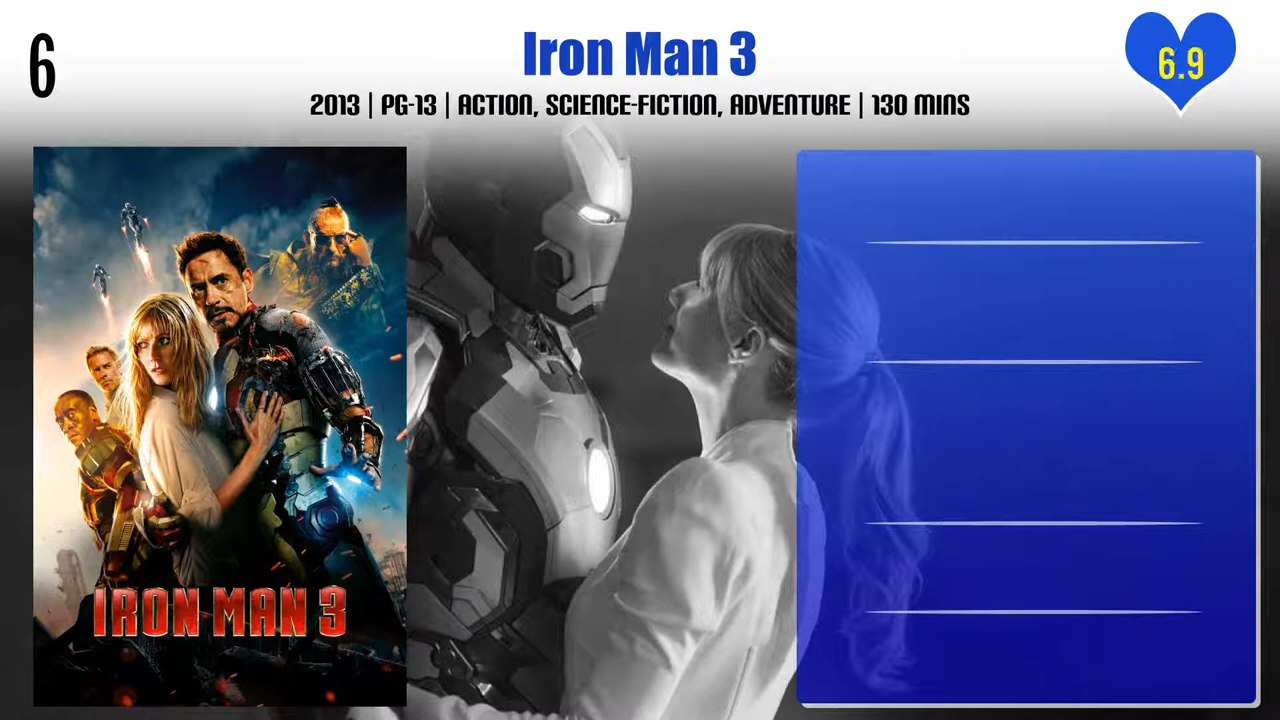 6
Iron Man 3
6.9
2013 | PG-13 | ACTION, SCIENCE-FICTION, ADVENTURE | 130 MINS
IRON MAN 3